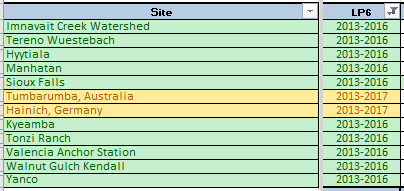 Site LP6
Imnavait Creek Watershed 2013-2016
Tereno Wuestebach 2013-2016
Hyytiala 2013-2016
Manhatan 2013-2016
Sioux Falls 2013-2016
Tumbarumba, Australia 2013-2017
Hainich, Germany 2013-2017
Kyeamba 2013-2016
Tonzi Ranch 2013-2016
Valencia Anchor Station 2013-2016
Walnut Gulch Kendall 2013-2016
Yanco 2013-2016